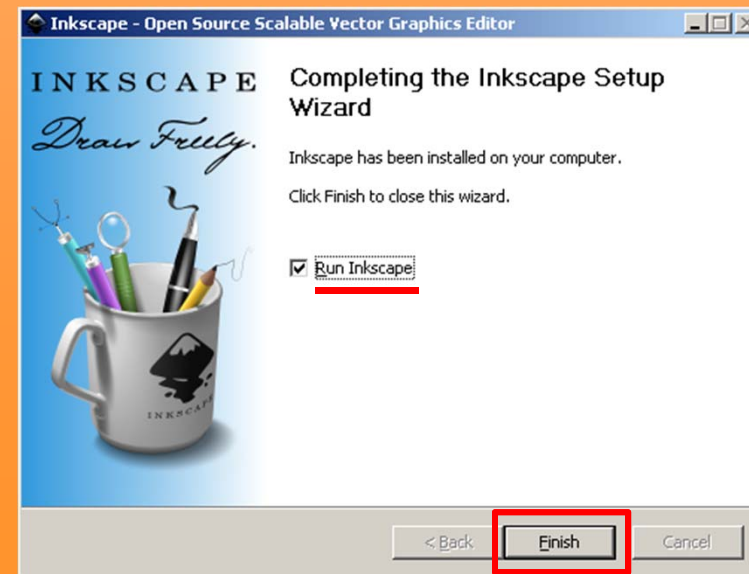 Inkscape - Open Source Scalable Vector Graphics Editor
INKSCAPE
Draw Freely.
INKSCAPE
Completing the Inkscape Setup
Wizard
Inkscape has been installed on your computer.
Click Finish to close this wizard.
Run Inkscape
< Back
Finish
Cancel